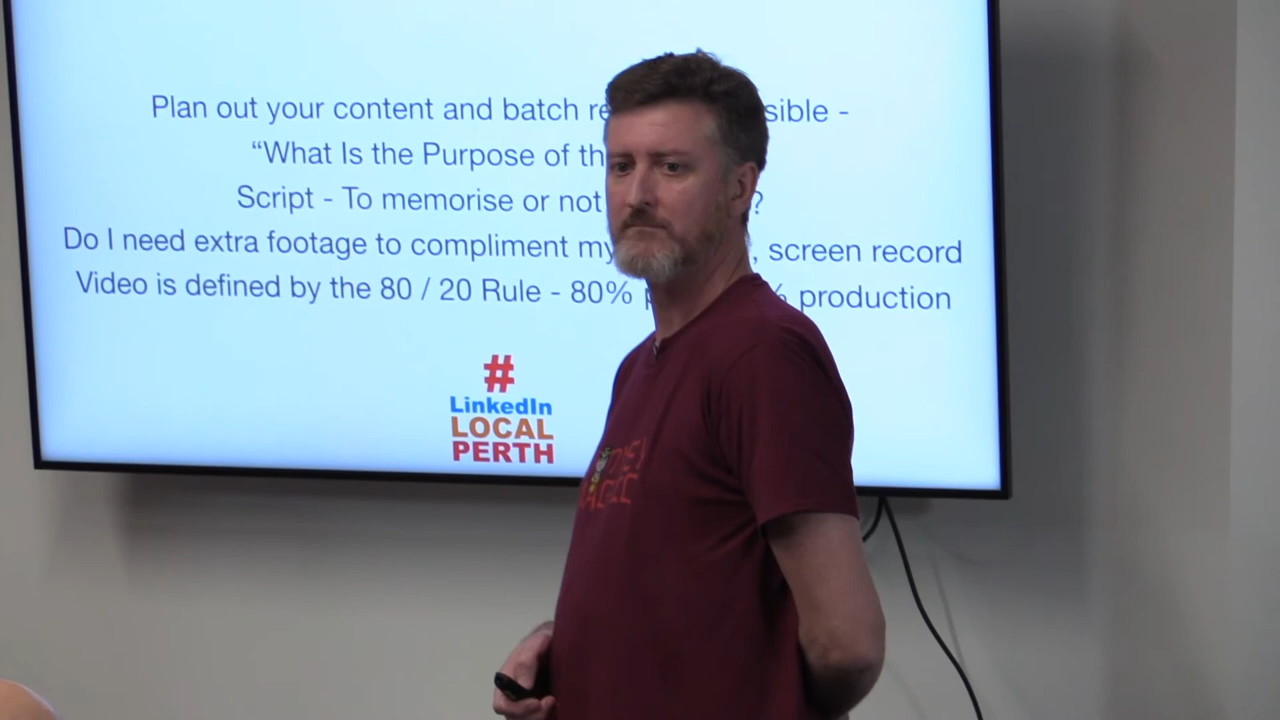 Plan out your content and batch sible -
“What Is the Purpose of
Script - To memorise or not ?
Do I need extra footage to compliment my , screen record
Video is defined by the 80 / 20 Rule - 80% % production
#
LinkedIn
LOCAL
PERTH